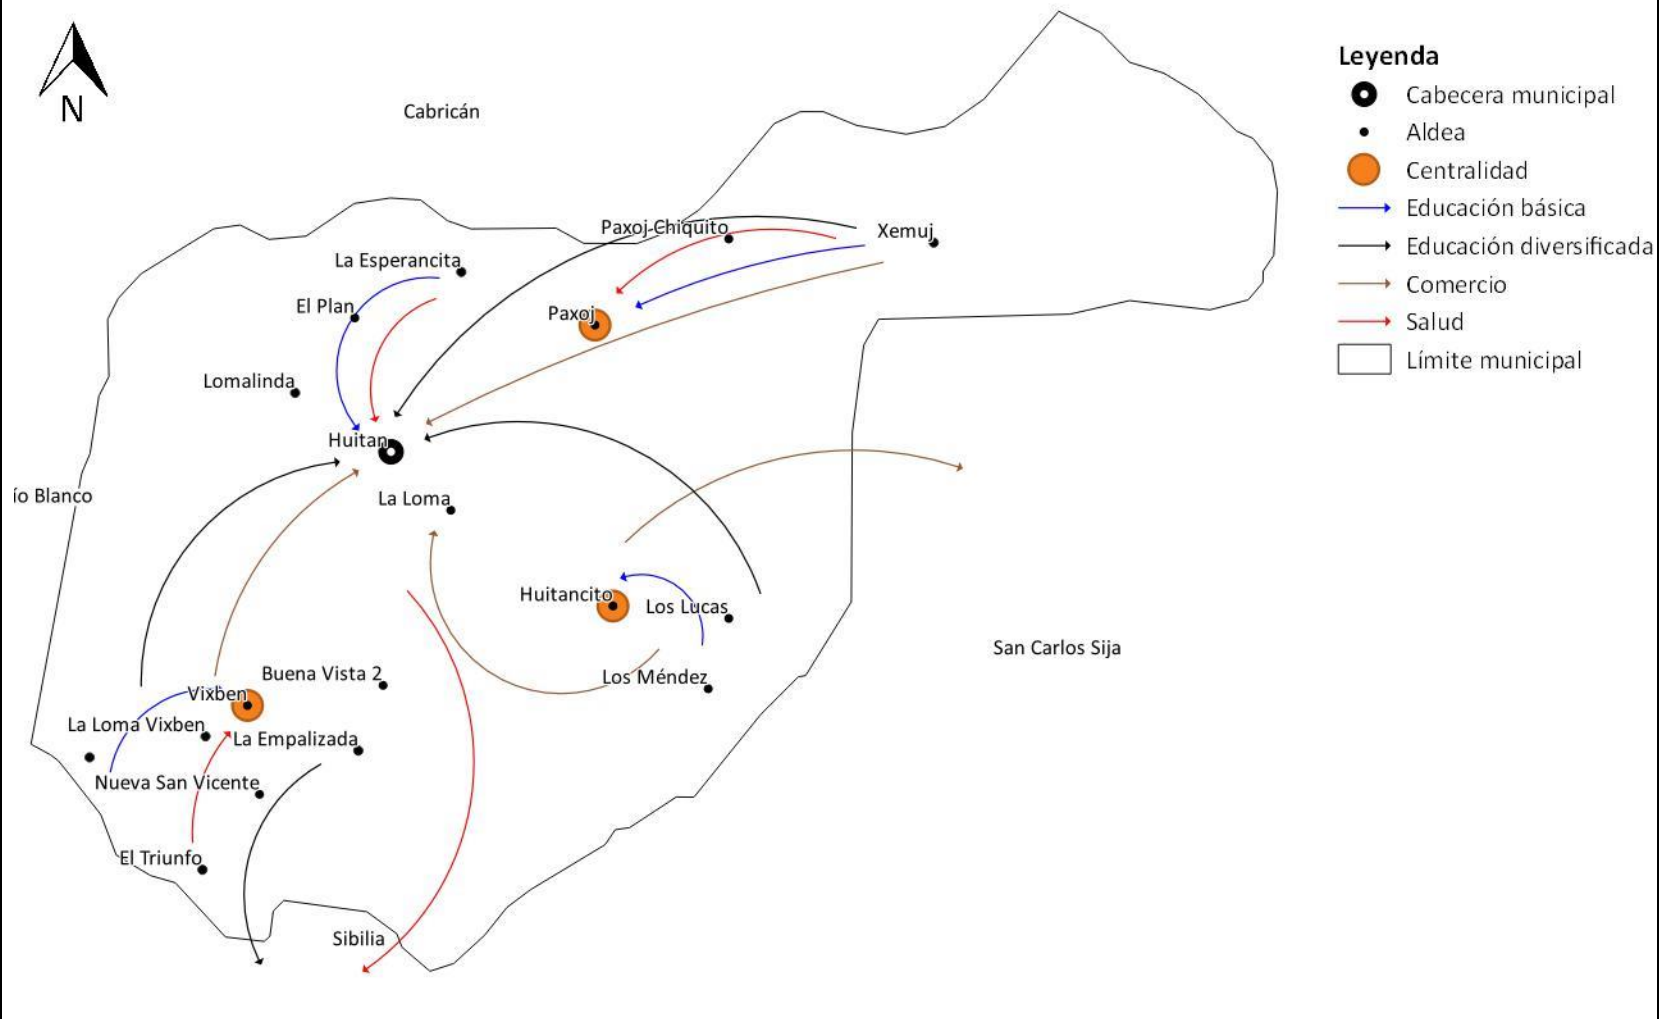 N
Cabricán
Paxoj Chiquito
Xemuj
La Esperancita
El Plan
Paxoj
Lomalinda
Huitan
La Loma
ío Blanco
Huitancito
Los Lucas
San Carlos Sija
Los Méndez
Buena Vista 2
Vixben
La Loma Vixben
La Empalizada
Nueva San Vicente
El Triunfo
Sibilia
Leyenda
Cabecera municipal
Aldea
Centralidad
Educación básica
Educación diversificada
Comercio
Salud
Límite municipal